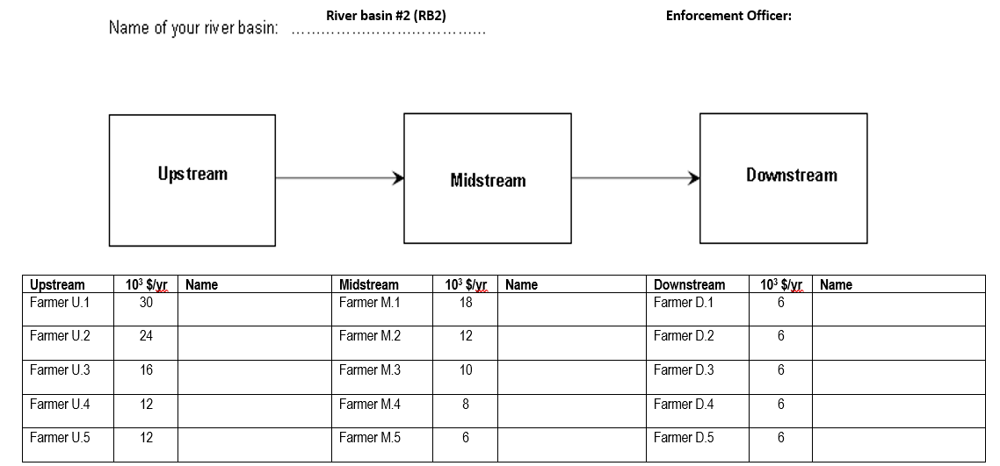 River basin #2 (RB2) Enforcement Officer:
Name of your river basin: ........................................
Upstream Midstream Downstream
Upstream 10³ $/yr Name Midstream 10³ $/yr Name Downstream 10³ $/yr Name
Farmer U.1 30 Farmer M.1 18 Farmer D.1 6
Farmer U.2 24 Farmer M.2 12 Farmer D.2 6
Farmer U.3 16 Farmer M.3 10 Farmer D.3 6
Farmer U.4 12 Farmer M.4 8 Farmer D.4 6
Farmer U.5 12 Farmer M.5 6 Farmer D.5 6